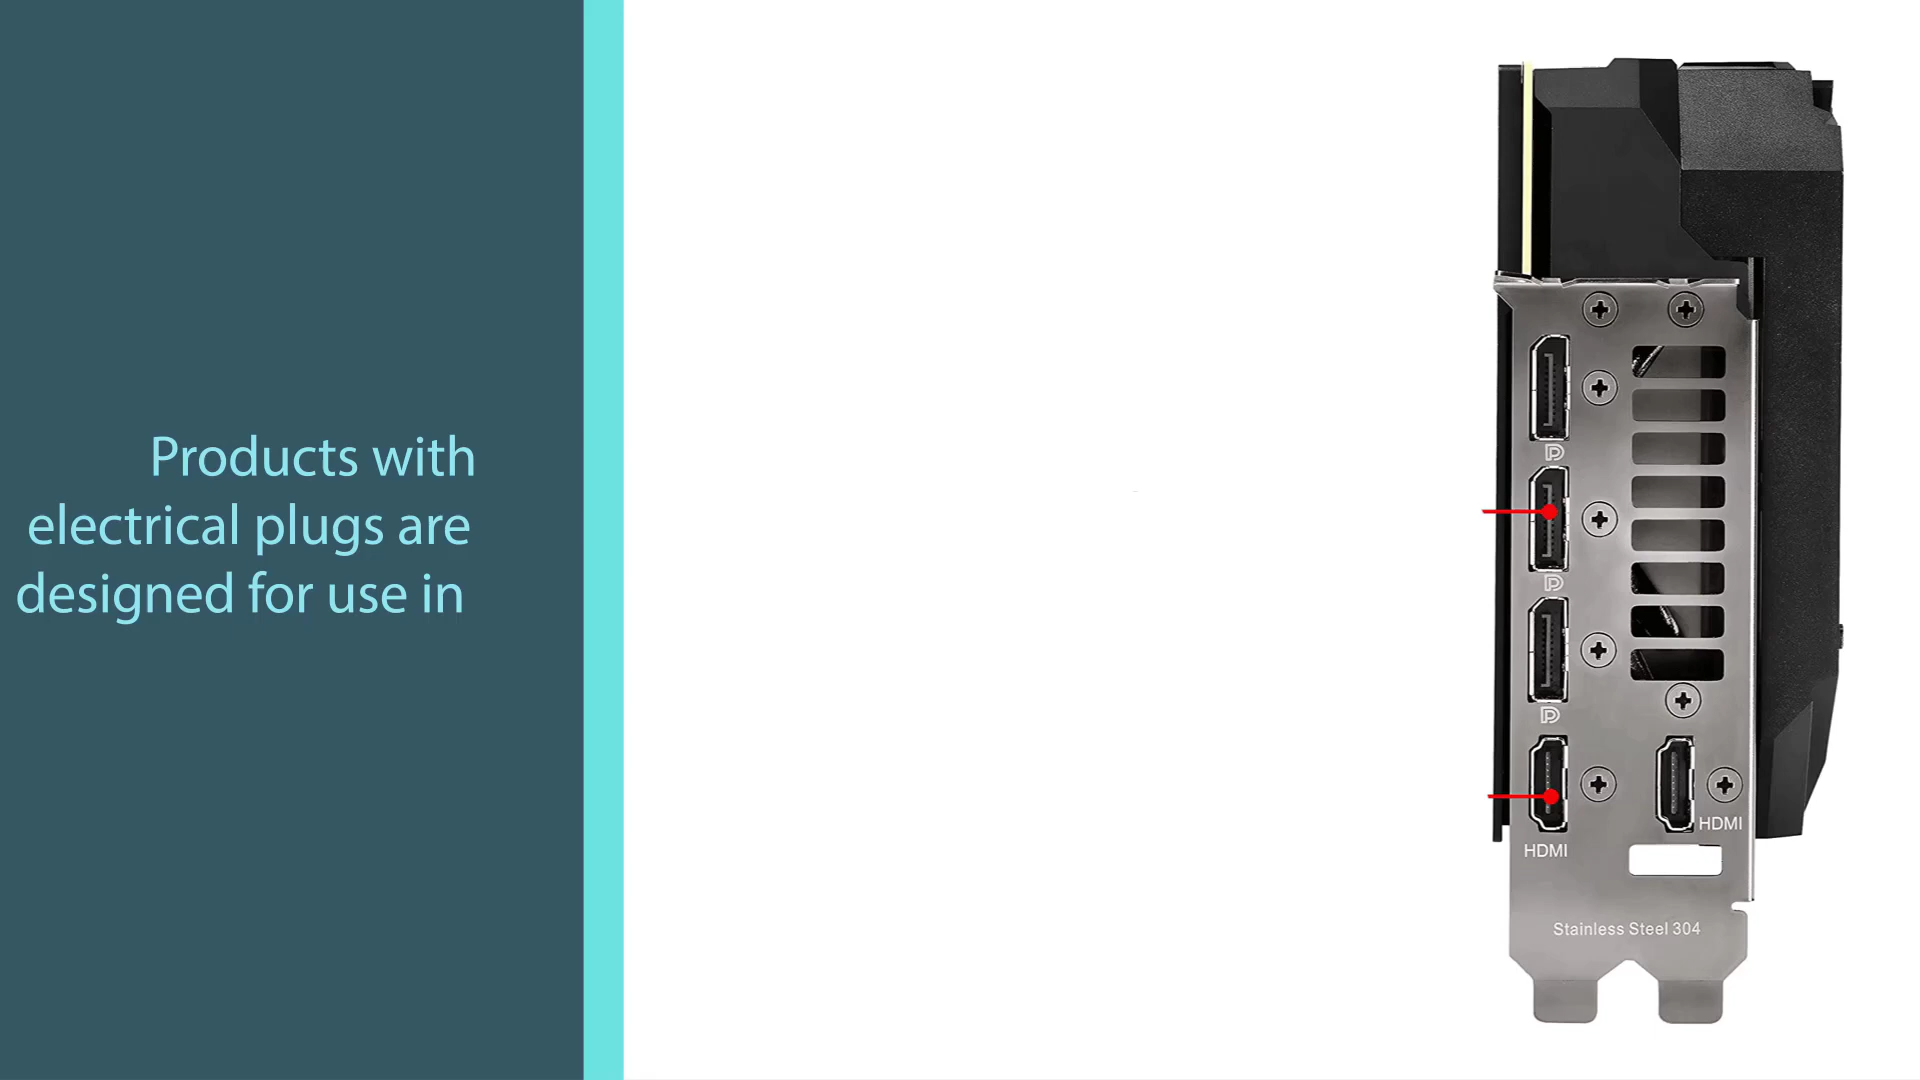 Products with
electrical plugs are
designed for use in
HDMI
HDMI
Stainless Steel 304